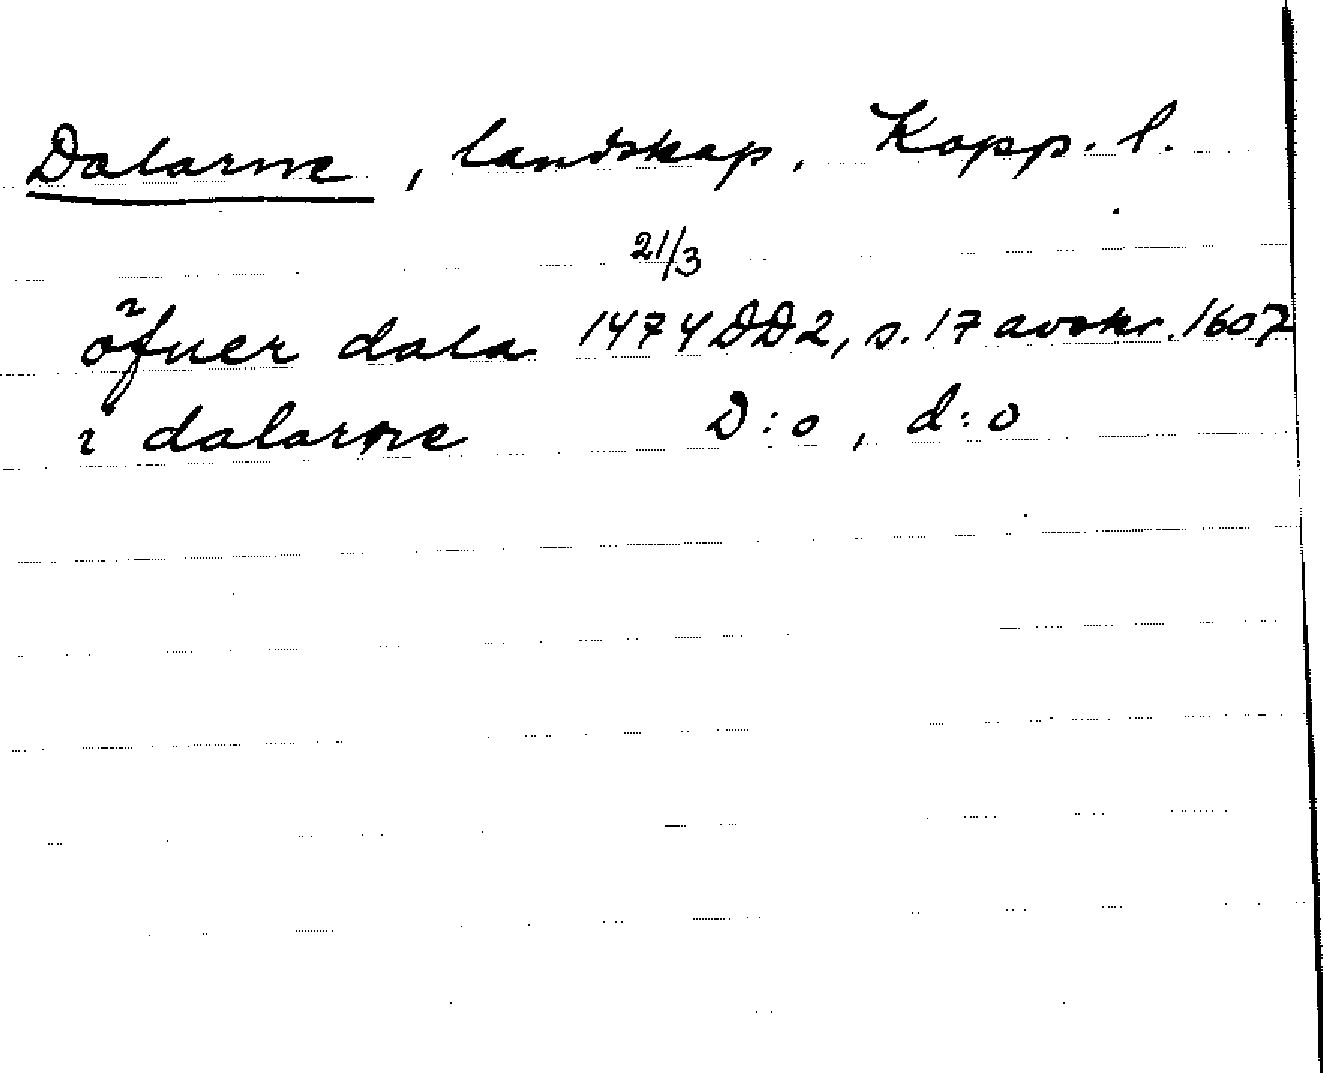 Dalarne, landskap. Kopp. l.
21/3
öfuer dala 1474 DD2, s. 17 avskr. 1607
i dalarne D:o, d:o